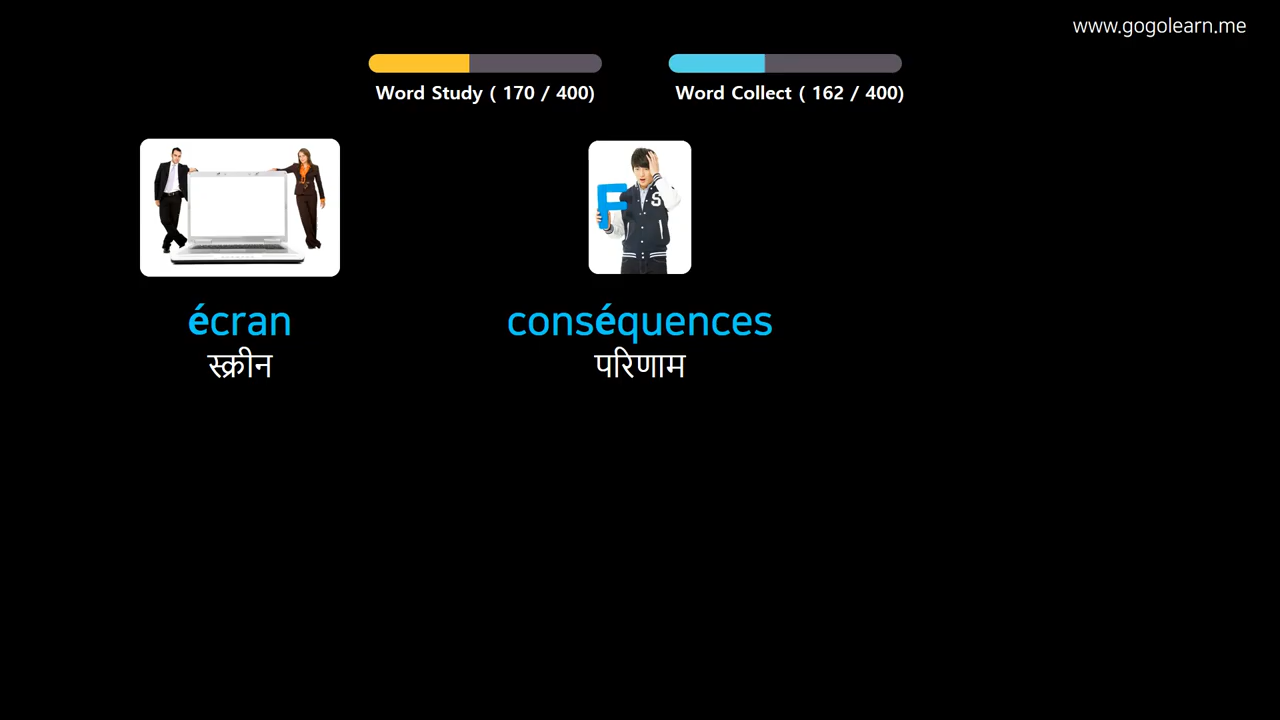 www.gogolearn.me
Word Study ( 170 / 400)
Word Collect ( 162 / 400)
F
S
écran
स्क्रीन
conséquences
परिणाम